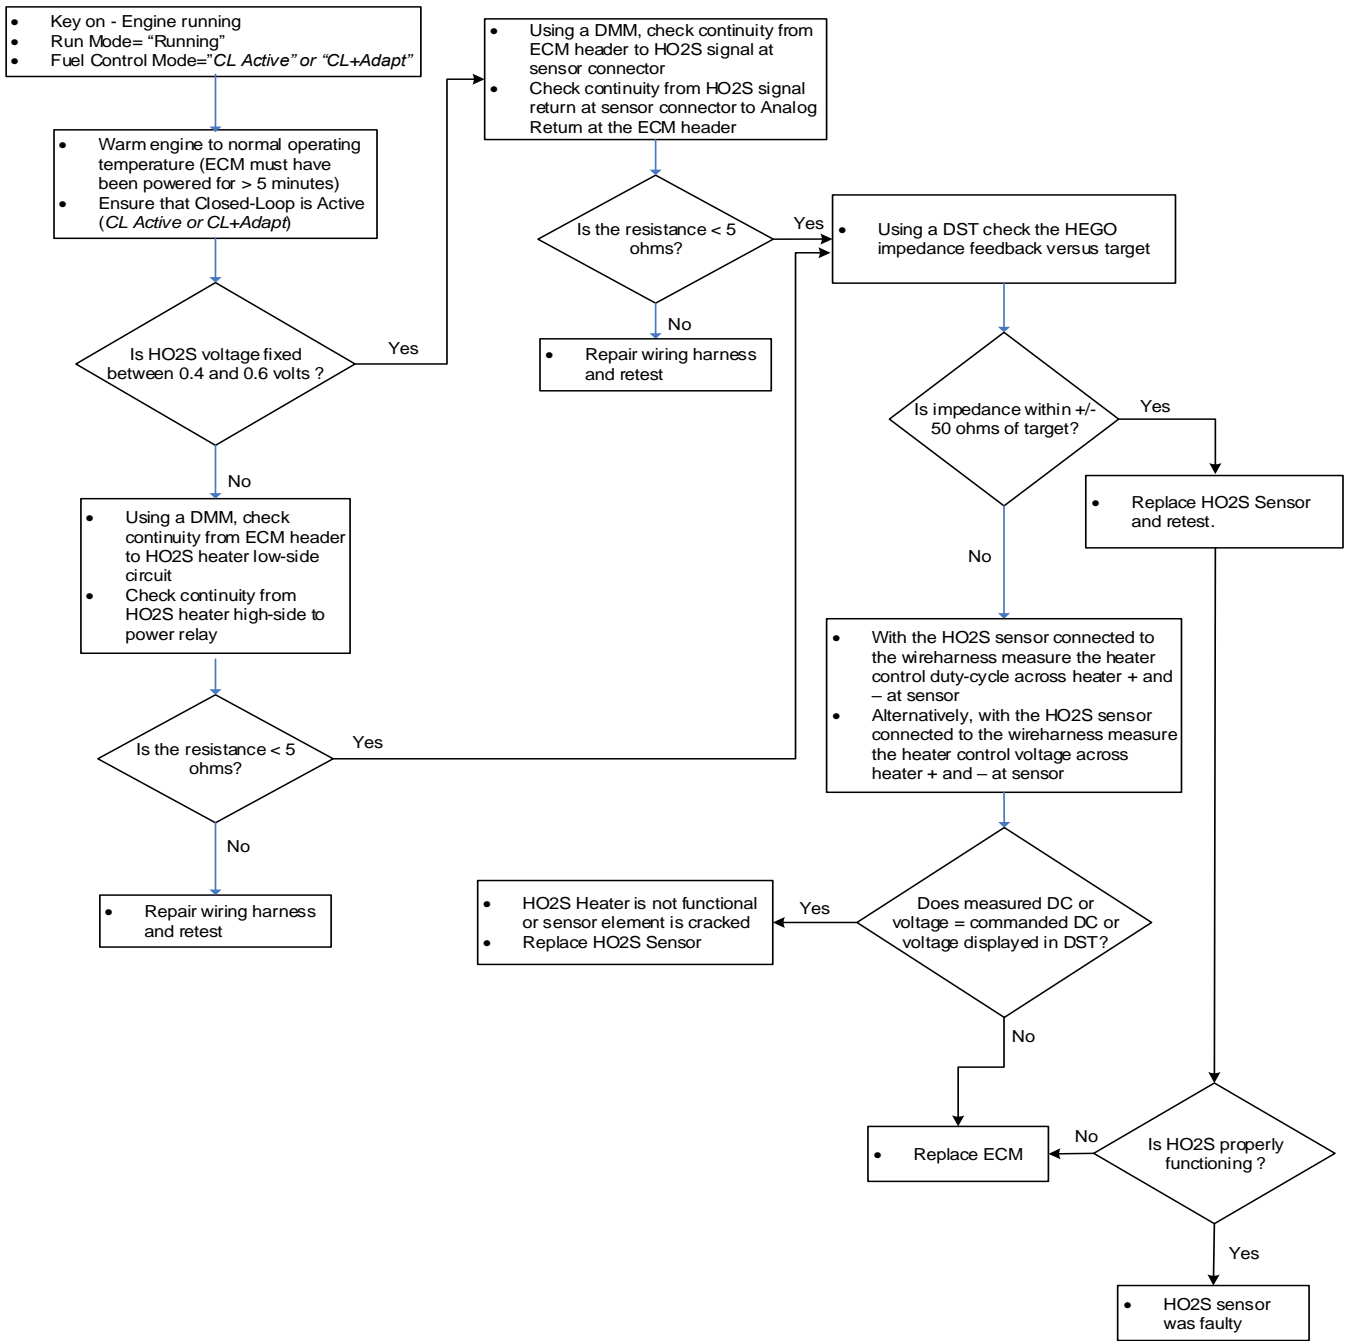 • Key on - Engine running
• Run Mode= “Running”
• Fuel Control Mode=”CL Active” or “CL+Adapt”
• Warm engine to normal operating
temperature (ECM must have
been powered for > 5 minutes)
• Ensure that Closed-Loop is Active
(CL Active or CL+Adapt)
Is HO2S voltage fixed
between 0.4 and 0.6 volts ?
Yes
No
• Using a DMM, check
continuity from ECM header
to HO2S heater low-side
circuit
• Check continuity from
HO2S heater high-side to
power relay
Is the resistance < 5
ohms?
Yes
No
• Repair wiring harness
and retest
• Using a DMM, check continuity from
ECM header to HO2S signal at
sensor connector
• Check continuity from HO2S signal
return at sensor connector to Analog
Return at the ECM header
Is the resistance < 5
ohms?
Yes
No
• Repair wiring harness
and retest
• Using a DST check the HEGO
impedance feedback versus target
Is impedance within +/-
50 ohms of target?
Yes
No
• Replace HO2S Sensor
and retest.
• With the HO2S sensor connected to
the wireharness measure the heater
control duty-cycle across heater + and
– at sensor
• Alternatively, with the HO2S sensor
connected to the wireharness measure
the heater control voltage across
heater + and – at sensor
Does measured DC or
voltage = commanded DC or
voltage displayed in DST?
Yes
No
• HO2S Heater is not functional
or sensor element is cracked
• Replace HO2S Sensor
• Replace ECM
Is HO2S properly
functioning ?
No
Yes
• HO2S sensor
was faulty